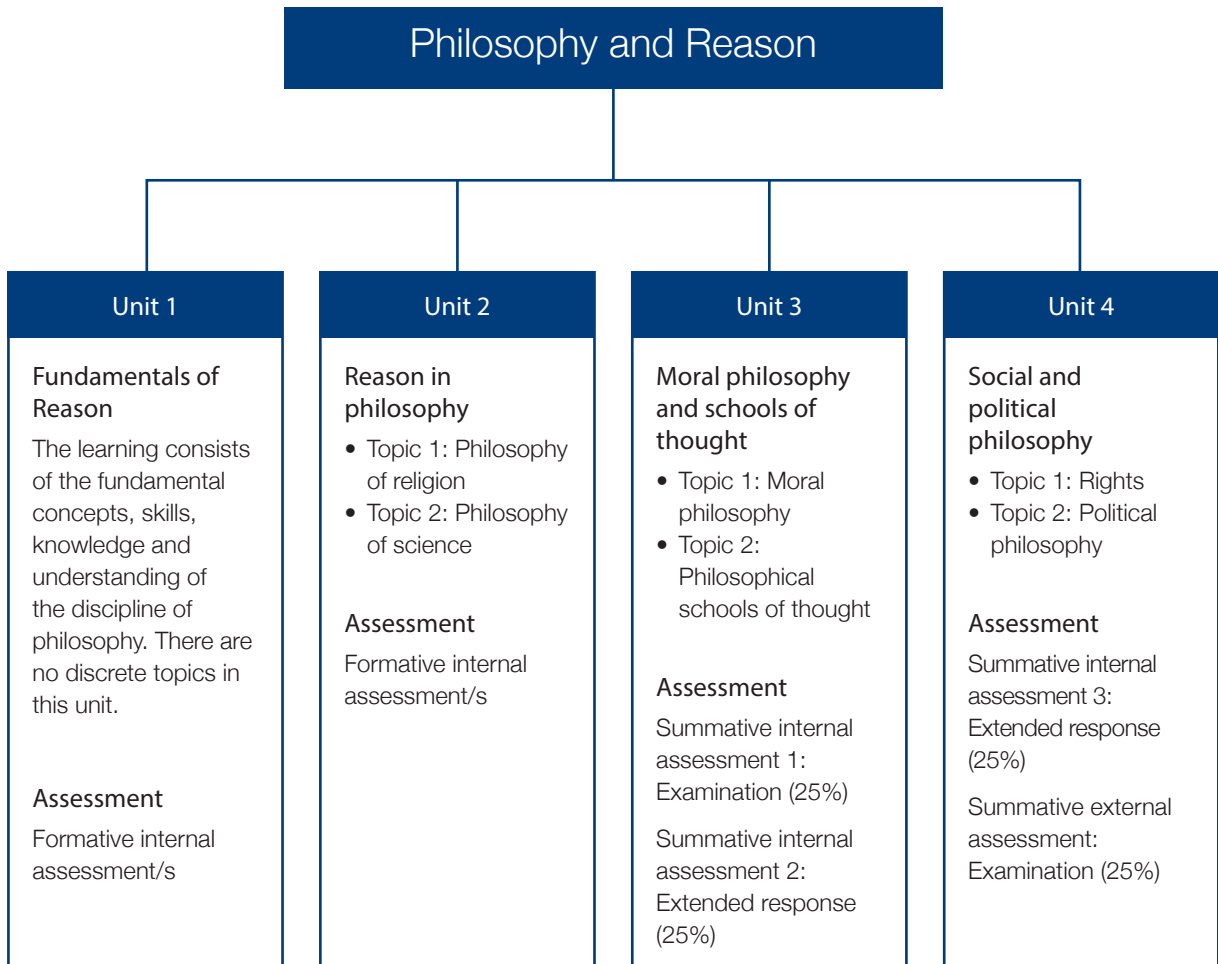 Philosophy and Reason
Unit 1
Fundamentals of
Reason
The learning consists
of the fundamental
concepts, skills,
knowledge and
understanding of
the discipline of
philosophy. There are
no discrete topics in
this unit.
Assessment
Formative internal
assessment/s
Unit 2
Reason in
philosophy
• Topic 1: Philosophy
of religion
• Topic 2: Philosophy
of science
Assessment
Formative internal
assessment/s
Unit 3
Moral philosophy
and schools of
thought
• Topic 1: Moral
philosophy
• Topic 2:
Philosophical
schools of thought
Assessment
Summative internal
assessment 1:
Examination (25%)
Summative internal
assessment 2:
Extended response
(25%)
Unit 4
Social and
political
philosophy
• Topic 1: Rights
• Topic 2: Political
philosophy
Assessment
Summative internal
assessment 3:
Extended response
(25%)
Summative external
assessment:
Examination (25%)